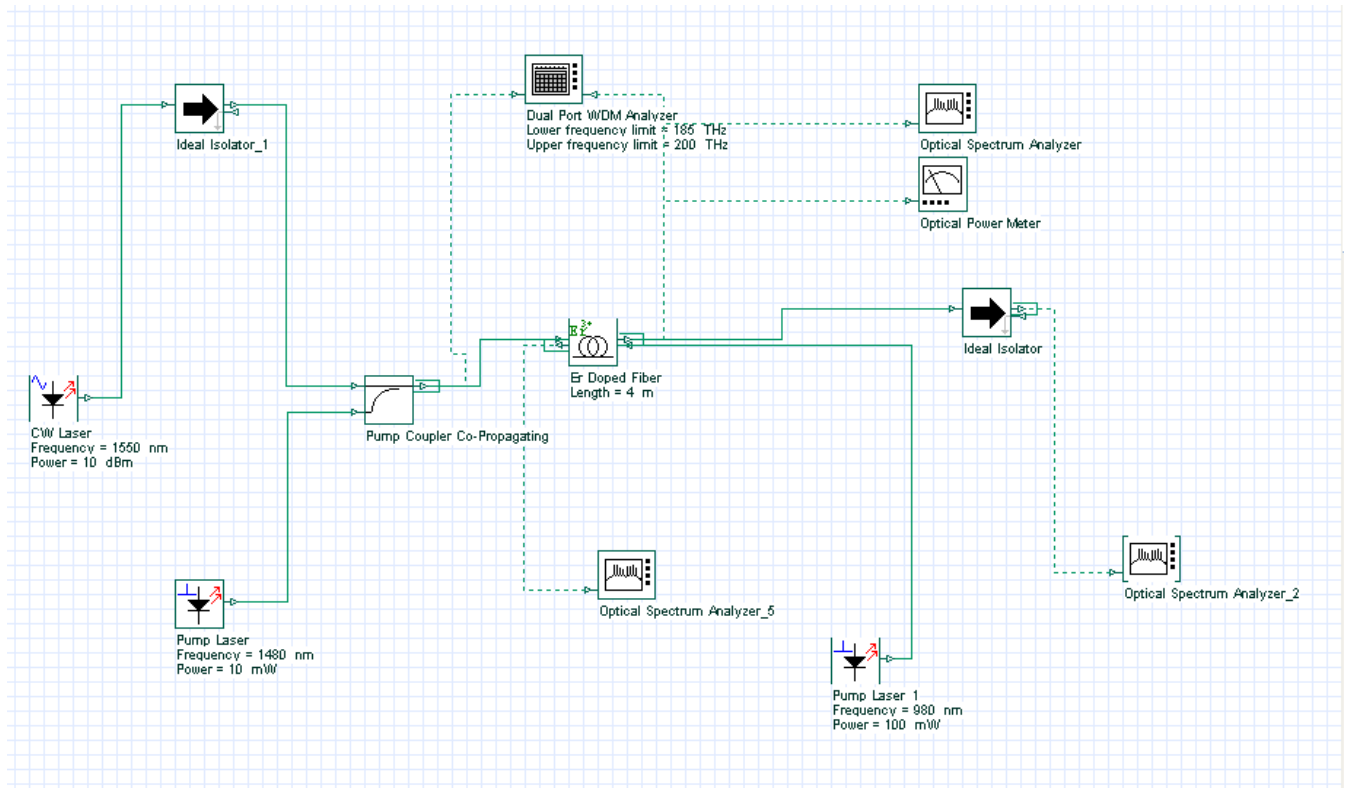 Ideal Isolator_1
Dual Port WDM Analyzer
Lower frequency limit = 185 THz
Upper frequency limit = 200 THz
Optical Spectrum Analyzer
Optical Power Meter
Ideal Isolator
Er Doped Fiber
Length = 4 m
CW Laser
Frequency = 1550 nm
Power = 10 dBm
Pump Coupler Co-Propagating
Optical Spectrum Analyzer_5
Optical Spectrum Analyzer_2
Pump Laser
Frequency = 1480 nm
Power = 10 mW
Pump Laser 1
Frequency = 980 nm
Power = 100 mW